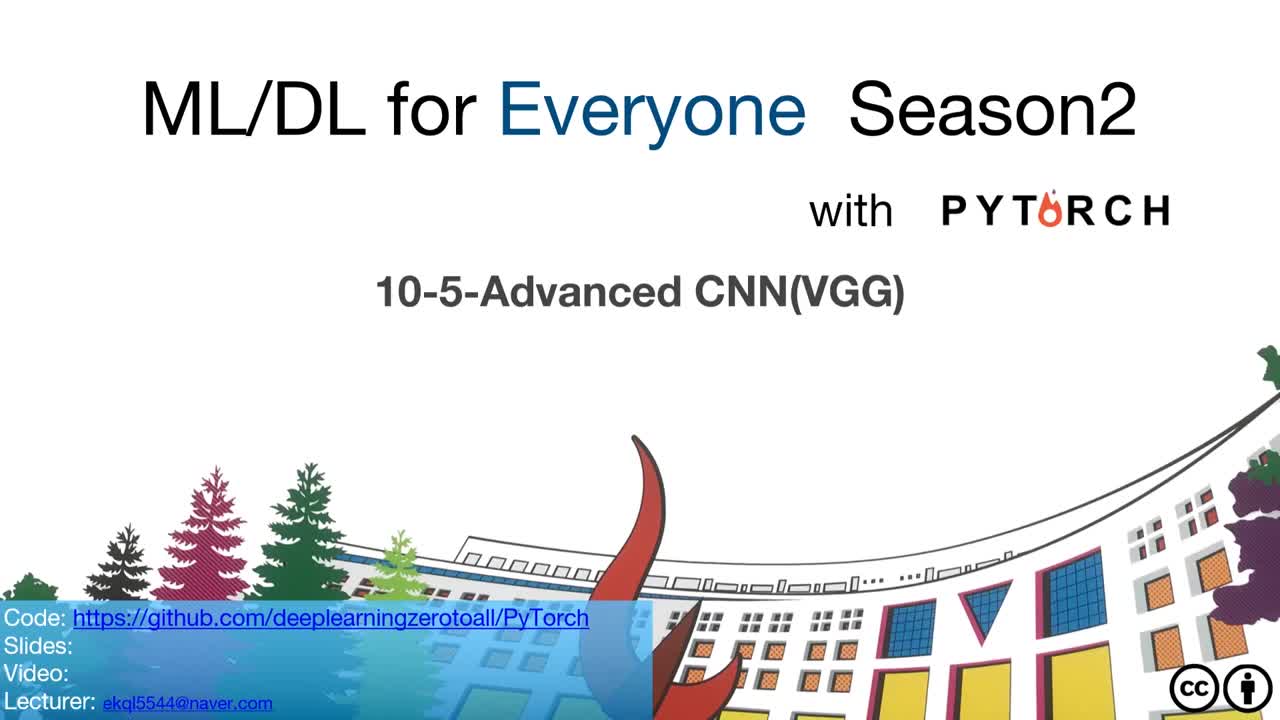 ML/DL for Everyone Season2
with PYTORCH
10-5-Advanced CNN(VGG)
Code: https://github.com/deeplearningzerotoall/PyTorch
Slides:
Video:
Lecturer: ekql5544@naver.com
cc